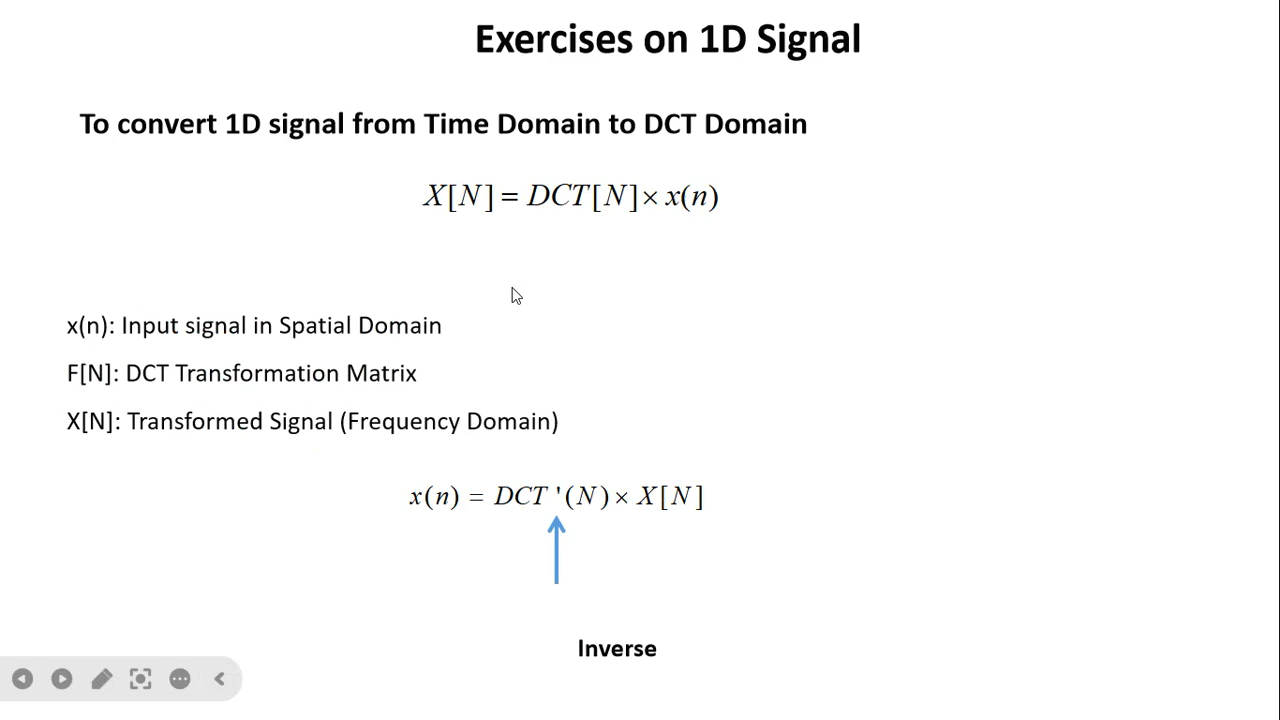 Exercises on 1D Signal
To convert 1D signal from Time Domain to DCT Domain
X[N] = DCT[N] × x(n)
x(n): Input signal in Spatial Domain
F[N]: DCT Transformation Matrix
X[N]: Transformed Signal (Frequency Domain)
x(n) = DCT '(N) × X[N]
Inverse